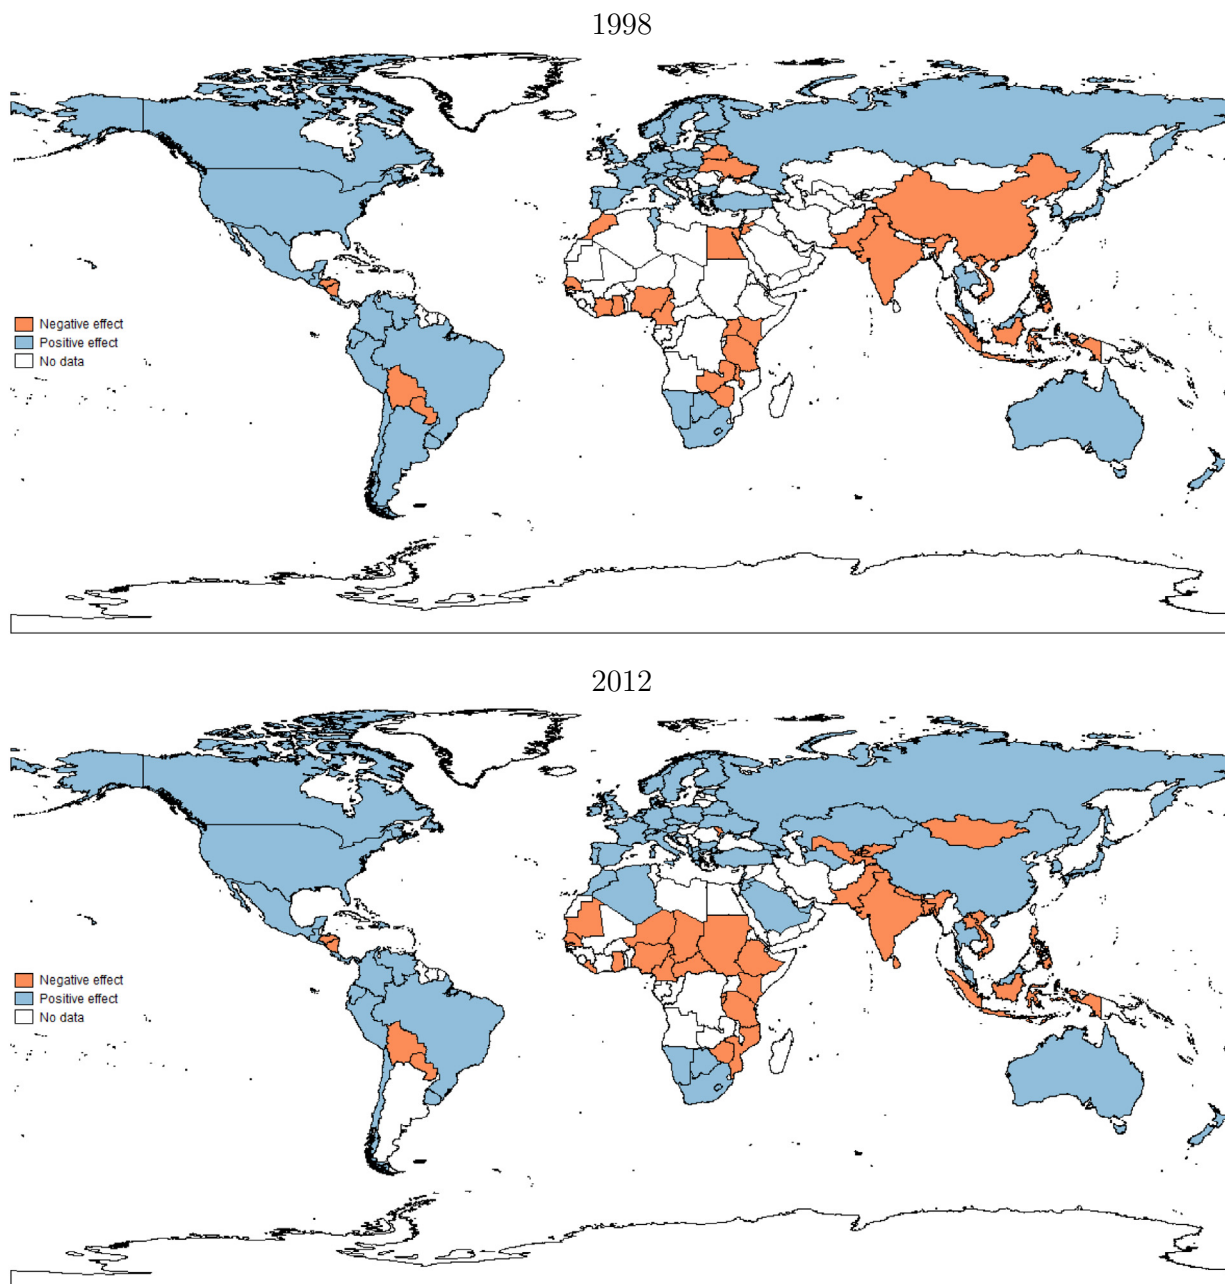 1998
Negative effect
Positive effect
No data
2012
Negative effect
Positive effect
No data